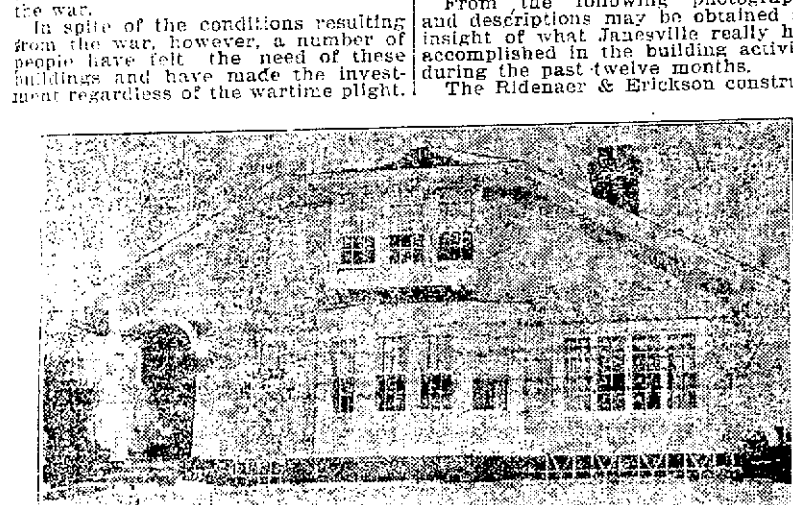 the war.
In spite of the conditions resulting
from the war, however, a number of
people have felt the need of these
buildings and have made the invest-
ment regardless of the wartime plight.
From the following photograp
and descriptions may be obtained
insight of what Janesville really h
accomplished in the building activi
during the past twelve months.
The Ridenaer & Erickson constru